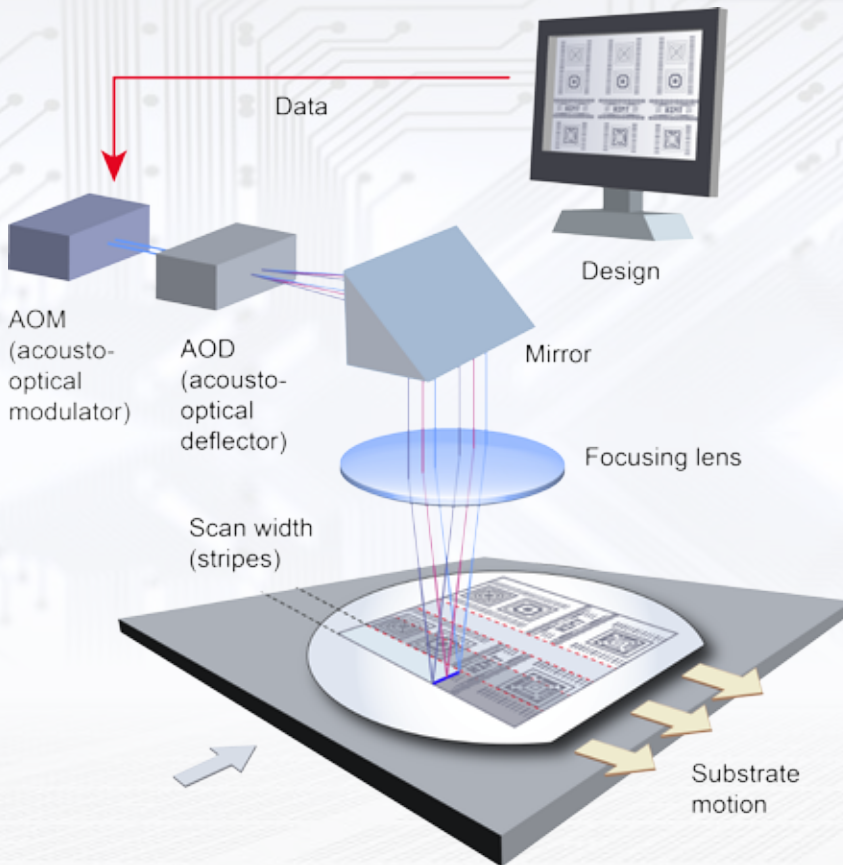 Data
Design
AOM
(acousto-
optical
modulator)
AOD
(acousto-
optical
deflector)
Mirror
Focusing lens
Scan width
(stripes)
Substrate
motion